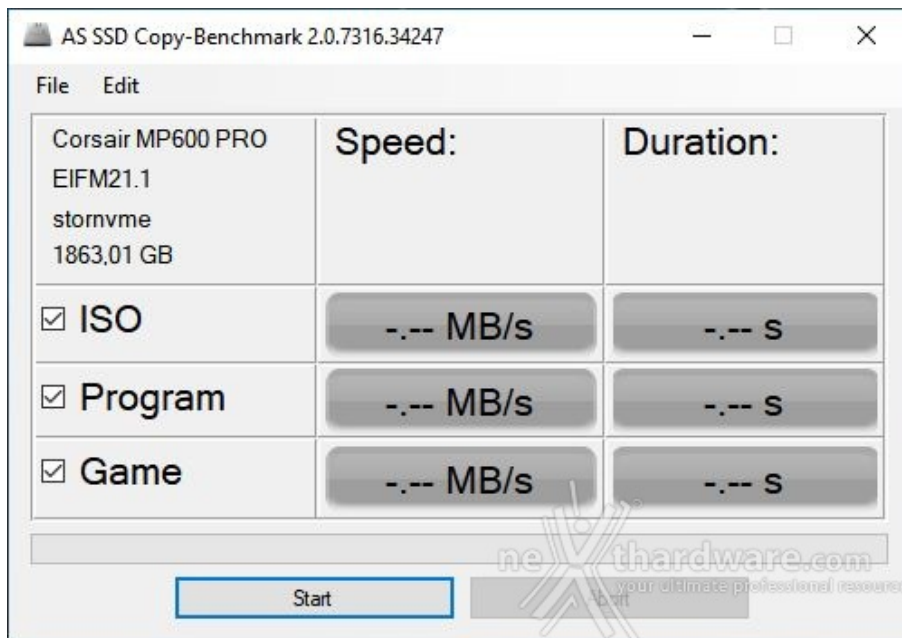 AS SSD Copy-Benchmark 2.0.7316.34247
File Edit
Corsair MP600 PRO
EIFM21.1
stornvme
1863,01 GB
Speed:
Duration:
ISO
-.-- MB/s
-.-- s
Program
-.-- MB/s
-.-- s
Game
-.-- MB/s
-.-- s
nexthardware.com
your ultimate professional resource
Start
Abort